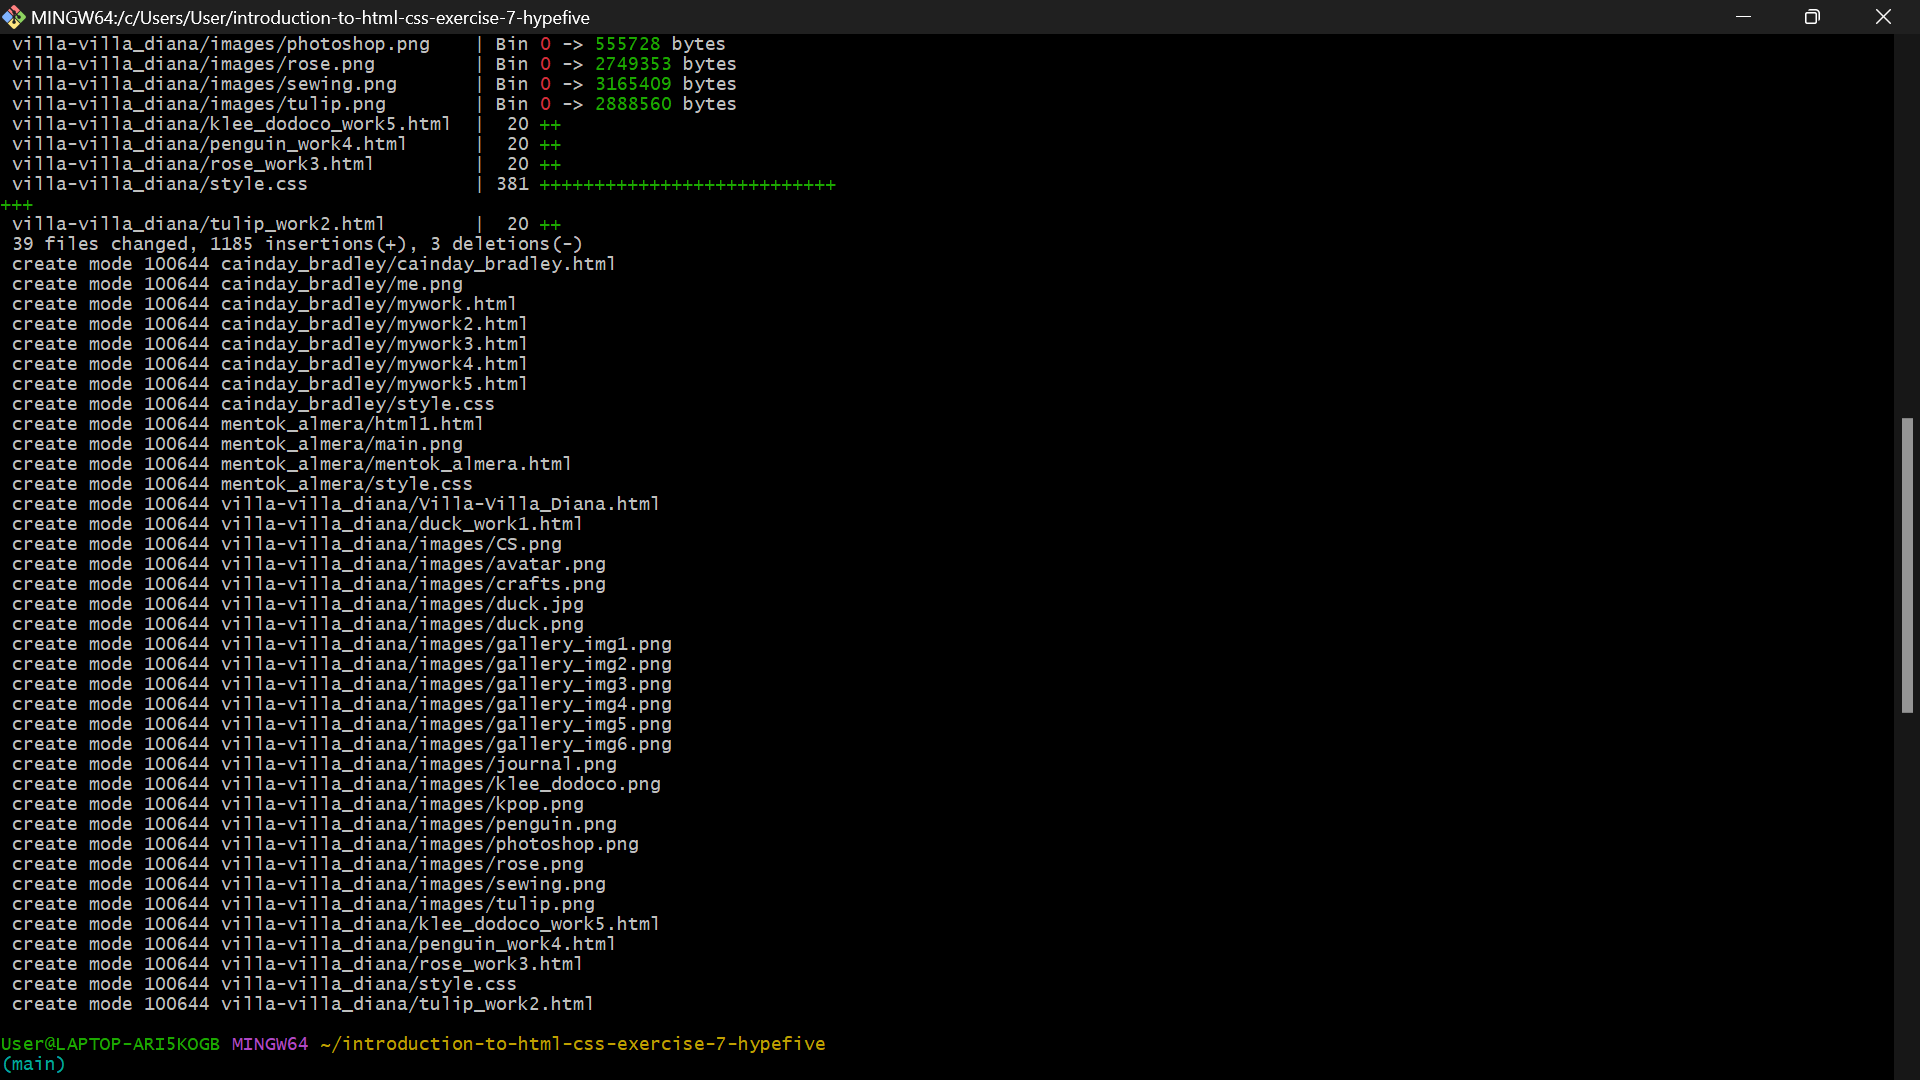 MINGW64:/c/Users/User/introduction-to-html-css-exercise-7-hypefive
villa-villa_diana/images/photoshop.png | Bin 0 -> 555728 bytes
villa-villa_diana/images/rose.png | Bin 0 -> 2749353 bytes
villa-villa_diana/images/sewing.png | Bin 0 -> 3165409 bytes
villa-villa_diana/images/tulip.png | Bin 0 -> 2888560 bytes
villa-villa_diana/klee_dodoco_work5.html | 20 ++
villa-villa_diana/penguin_work4.html | 20 ++
villa-villa_diana/rose_work3.html | 20 ++
villa-villa_diana/style.css | 381 +++++++++++++++++++++++++++
+++
villa-villa_diana/tulip_work2.html | 20 ++
39 files changed, 1185 insertions(+), 3 deletions(-)
create mode 100644 cainday_bradley/cainday_bradley.html
create mode 100644 cainday_bradley/me.png
create mode 100644 cainday_bradley/mywork.html
create mode 100644 cainday_bradley/mywork2.html
create mode 100644 cainday_bradley/mywork3.html
create mode 100644 cainday_bradley/mywork4.html
create mode 100644 cainday_bradley/mywork5.html
create mode 100644 cainday_bradley/style.css
create mode 100644 mentok_almera/html1.html
create mode 100644 mentok_almera/main.png
create mode 100644 mentok_almera/mentok_almera.html
create mode 100644 mentok_almera/style.css
create mode 100644 villa-villa_diana/Villa-Villa_Diana.html
create mode 100644 villa-villa_diana/duck_work1.html
create mode 100644 villa-villa_diana/images/CS.png
create mode 100644 villa-villa_diana/images/avatar.png
create mode 100644 villa-villa_diana/images/crafts.png
create mode 100644 villa-villa_diana/images/duck.jpg
create mode 100644 villa-villa_diana/images/duck.png
create mode 100644 villa-villa_diana/images/gallery_img1.png
create mode 100644 villa-villa_diana/images/gallery_img2.png
create mode 100644 villa-villa_diana/images/gallery_img3.png
create mode 100644 villa-villa_diana/images/gallery_img4.png
create mode 100644 villa-villa_diana/images/gallery_img5.png
create mode 100644 villa-villa_diana/images/gallery_img6.png
create mode 100644 villa-villa_diana/images/journal.png
create mode 100644 villa-villa_diana/images/klee_dodoco.png
create mode 100644 villa-villa_diana/images/kpop.png
create mode 100644 villa-villa_diana/images/penguin.png
create mode 100644 villa-villa_diana/images/photoshop.png
create mode 100644 villa-villa_diana/images/rose.png
create mode 100644 villa-villa_diana/images/sewing.png
create mode 100644 villa-villa_diana/images/tulip.png
create mode 100644 villa-villa_diana/klee_dodoco_work5.html
create mode 100644 villa-villa_diana/penguin_work4.html
create mode 100644 villa-villa_diana/rose_work3.html
create mode 100644 villa-villa_diana/style.css
create mode 100644 villa-villa_diana/tulip_work2.html
User@LAPTOP-ARI5KOGB MINGW64 ~/introduction-to-html-css-exercise-7-hypefive
(main)